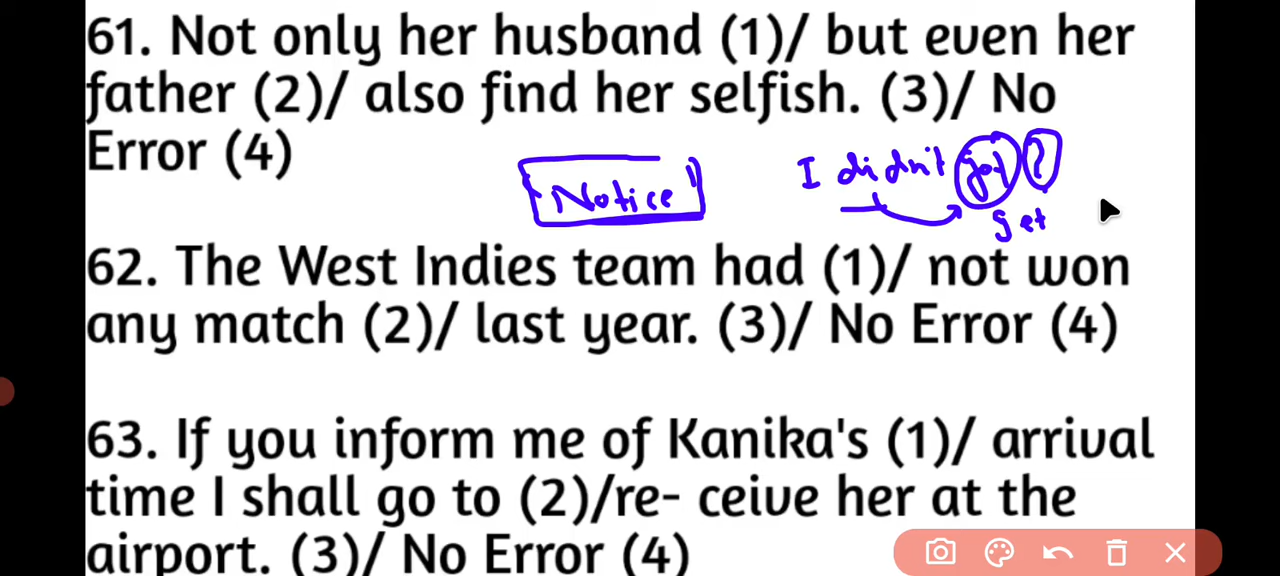 61. Not only her husband (1)/ but even her
father (2)/ also find her selfish. (3)/ No
Error (4)
Notice
I didn't got ?
get
62. The West Indies team had (1)/ not won
any match (2)/ last year. (3)/ No Error (4)
63. If you inform me of Kanika's (1)/ arrival
time I shall go to (2)/re- ceive her at the
airport. (3)/ No Error (4)